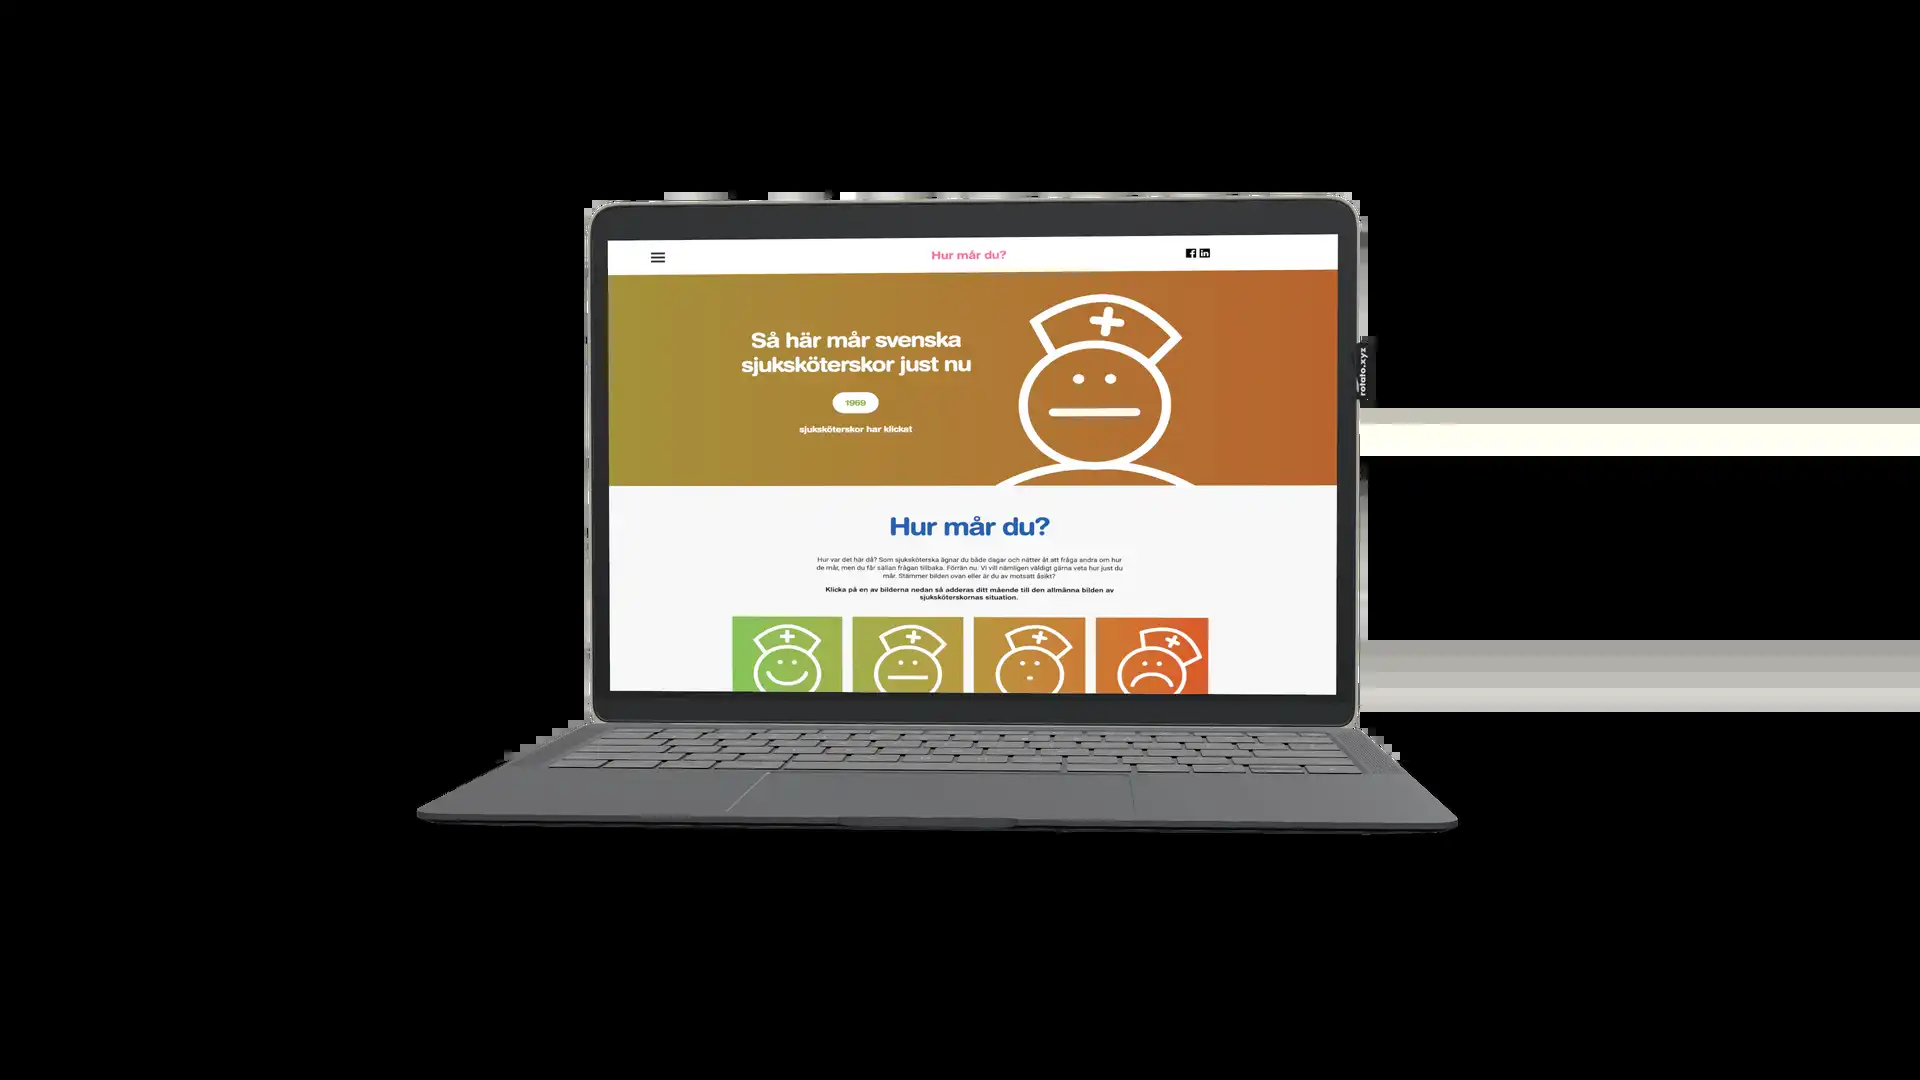 Hur mår du?
Så här mår svenska
sjuksköterskor just nu
1969
sjuksköterskor har klickat
rotato.xyz
Hur mår du?
Hur var det här då? Som sjuksköterska ägnar du både dagar och nätter åt att fråga andra om hur
de mår, men du får sällan frågan tillbaka. Förrän nu. Vi vill nämligen väldigt gärna veta hur just du
mår. Stämmer bilden ovan eller är du av motsatt åsikt?
Klicka på en av bilderna nedan så adderas ditt mående till den allmänna bilden av
sjuksköterskornas situation.